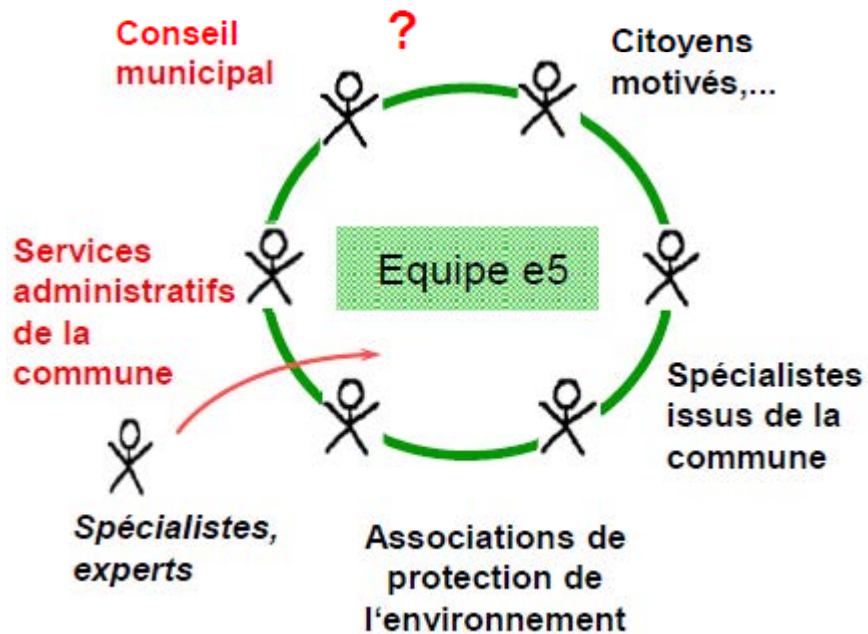 Conseil
municipal
?
Citoyens
motivés,...
Services
administratifs
de la
commune
Equipe e5
Spécialistes
issus de la
commune
Spécialistes,
experts
Associations de
protection de
l‘environnement